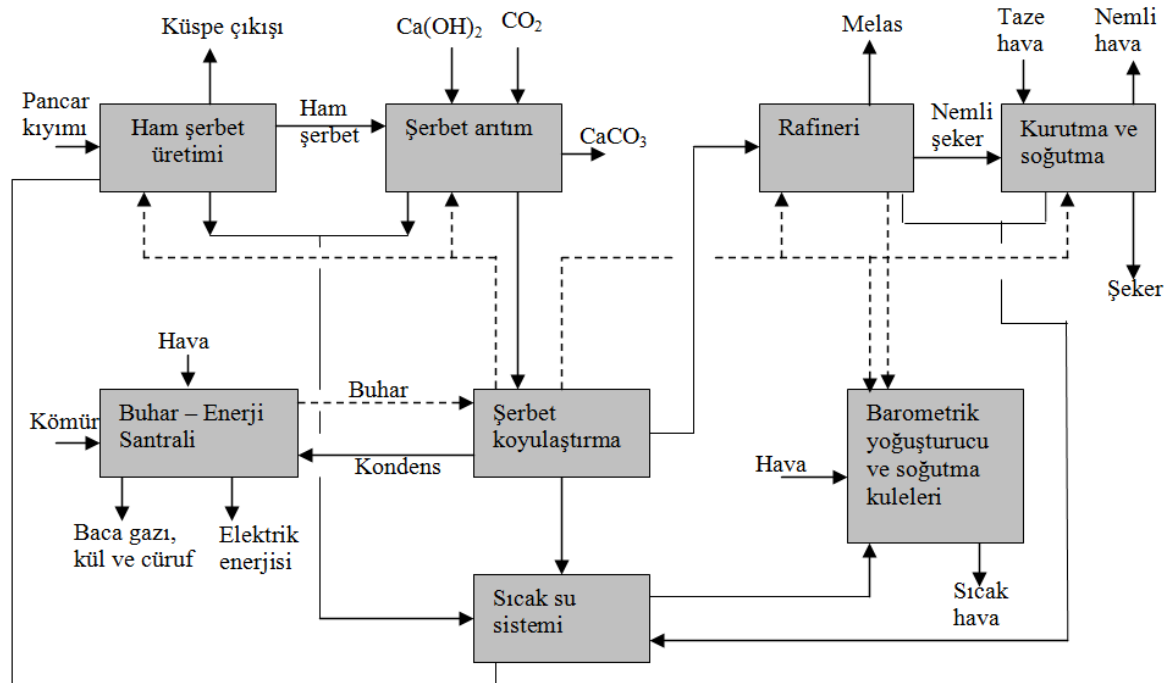 Küspe çıkışı
Ca(OH)2
CO2
Melas
Taze
hava
Nemli
hava
Pancar
kıyımı
Ham şerbet
üretimi
Ham
şerbet
Şerbet arıtım
CaCO3
Rafineri
Nemli
şeker
Kurutma ve
soğutma
Şeker
Hava
Kömür
Buhar – Enerji
Santrali
Buhar
Kondens
Şerbet
koyulaştırma
Hava
Barometrik
yoğuşturucu
ve soğutma
kuleleri
Baca gazı,
kül ve cüruf
Elektrik
enerjisi
Sıcak su
sistemi
Sıcak
hava